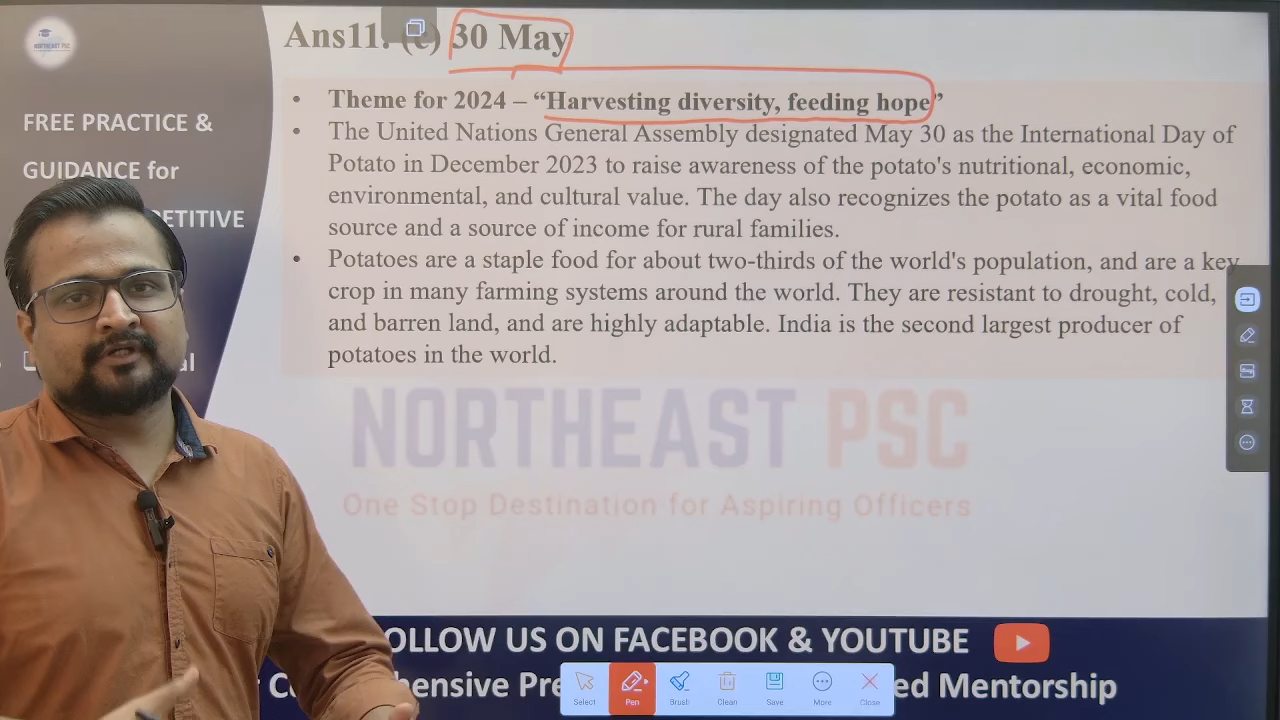 NORTHEAST PSC
Ans11. (c) 30 May
FREE PRACTICE &
GUIDANCE for
PETITIVE
al
• Theme for 2024 – “Harvesting diversity, feeding hope”
• The United Nations General Assembly designated May 30 as the International Day of
Potato in December 2023 to raise awareness of the potato's nutritional, economic,
environmental, and cultural value. The day also recognizes the potato as a vital food
source and a source of income for rural families.
• Potatoes are a staple food for about two-thirds of the world's population, and are a key
crop in many farming systems around the world. They are resistant to drought, cold,
and barren land, and are highly adaptable. India is the second largest producer of
potatoes in the world.
NORTHEAST PSC
One Stop Destination for Aspiring Officers
OLLOW US ON FACEBOOK & YOUTUBE
r C hensive Pre ed Mentorship
Select Pen Brush Clean Save More Close